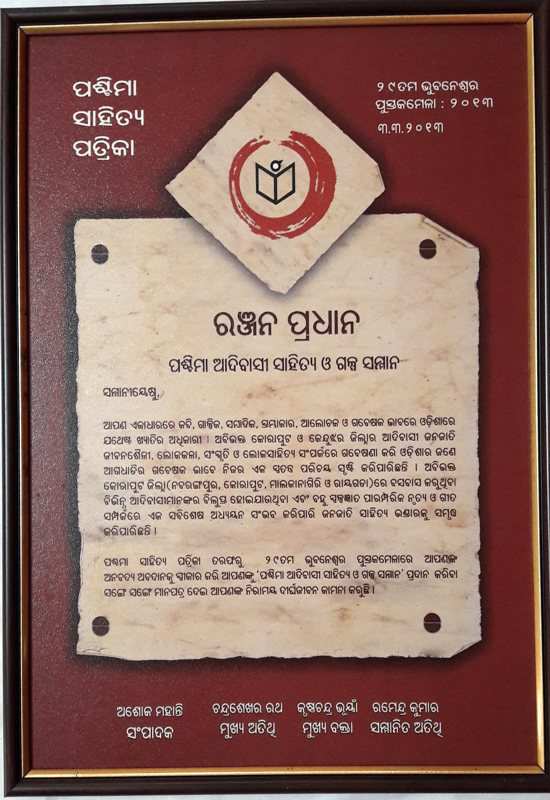 ପଶ୍ଚିମା
ସାହିତ୍ୟ
ପତ୍ରିକା
୨୯ତମ ଭୁବନେଶ୍ୱର
ପୁସ୍ତକମେଳା : ୨୦୧୩
୩.୩.୨୦୧୩
ରଞ୍ଜନ ପ୍ରଧାନ
ପଶ୍ଚିମା ଆଦିବାସୀ ସାହିତ୍ୟ ଓ ଗଳ୍ପ ସମ୍ମାନ
ସମ୍ମାନୀୟେଷୁ,
ଆପଣ ଏକାଧାରରେ କବି, ଗାଳ୍ପିକ, ସମ୍ପାଦକ, ସ୍ତମ୍ଭକାର, ଆଲୋଚକ ଓ ଗବେଷକ ଭାବରେ ଓଡ଼ିଶାରେ
ଯଥେଷ୍ଟ ଖ୍ୟାତିର ଅଧିକାରୀ । ଅବିଭକ୍ତ କୋରାପୁଟ ଓ କେନ୍ଦୁଝର ଜିଲ୍ଲାର ଆଦିବାସୀ ଜନଜାତି
ଜୀବନଶୈଳୀ, ଲୋକକଳା, ସଂସ୍କୃତି ଓ ଲୋକସାହିତ୍ୟ ସଂପର୍କରେ ଗବେଷଣା କରି ଓଡ଼ିଶାର ଜଣେ
ଆଗଧାଡ଼ିର ଗବେଷକ ଭାବେ ନିଜର ଏକ ସ୍ୱତନ୍ତ୍ର ପରିଚୟ ସୃଷ୍ଟି କରିପାରିଛନ୍ତି । ଅବିଭକ୍ତ
କୋରାପୁଟ ଜିଲ୍ଲା(ନବରଙ୍ଗପୁର, କୋରାପୁଟ, ମାଲକାନାଗିରି ଓ ରାୟଗଡା)ରେ ବସବାସ କରୁଥିବା
ବିଭିନ୍ନ ଆଦିବାସୀମାନଙ୍କର ବିଲୁପ୍ତ ହୋଇଯାଉଥିବା ଏବଂ ବହୁ ସ୍ୱଳ୍ପଜ୍ଞାତ ପାରମ୍ପରିକ ନୃତ୍ୟ ଓ ଗୀତ
ସମ୍ପର୍କରେ ଏକ ସବିଶେଷ ଅଧ୍ୟୟନ ସଂଭବ କରିପାରି ଜନଜାତି ସାହିତ୍ୟ ଭଣ୍ଡାରକୁ ସମୃଦ୍ଧ
କରିପାରିଛନ୍ତି ।
ପଶ୍ଚିମା ସାହିତ୍ୟ ପତ୍ରିକା ତରଫରୁ ୨୯ତମ ଭୁବନେଶ୍ୱର ପୁସ୍ତକମେଳାରେ ଆପଣଙ୍କ
ଅନବଦ୍ୟ ଅବଦାନକୁ ସ୍ୱୀକାର କରି ଆପଣଙ୍କୁ ‘ପଶ୍ଚିମା ଆଦିବାସୀ ସାହିତ୍ୟ ଓ ଗଳ୍ପ ସମ୍ମାନ’ ପ୍ରଦାନ କରିବା
ସଙ୍ଗେ ସଙ୍ଗେ ମାନପତ୍ର ଦେଇ ଆପଣଙ୍କ ନିରାମୟ ଦୀର୍ଘଜୀବନ କାମନା କରୁଛି ।
ଅଶୋକ ମହାନ୍ତି
ସଂପାଦକ
ଚନ୍ଦ୍ରଶେଖର ରଥ
ମୁଖ୍ୟ ଅତିଥି
କୃଷ୍ଣଚନ୍ଦ୍ର ଭୂୟାଁ
ମୁଖ୍ୟ ବକ୍ତା
ରମେନ୍ଦ୍ର କୁମାର
ସମ୍ମାନିତ ଅତିଥି